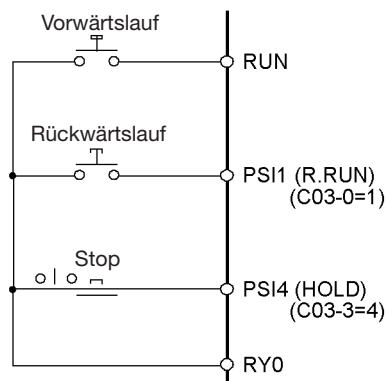 Vorwärtslauf
RUN
Rückwärtslauf
PSI1 (R.RUN)
(C03-0=1)
Stop
PSI4 (HOLD)
(C03-3=4)
RY0